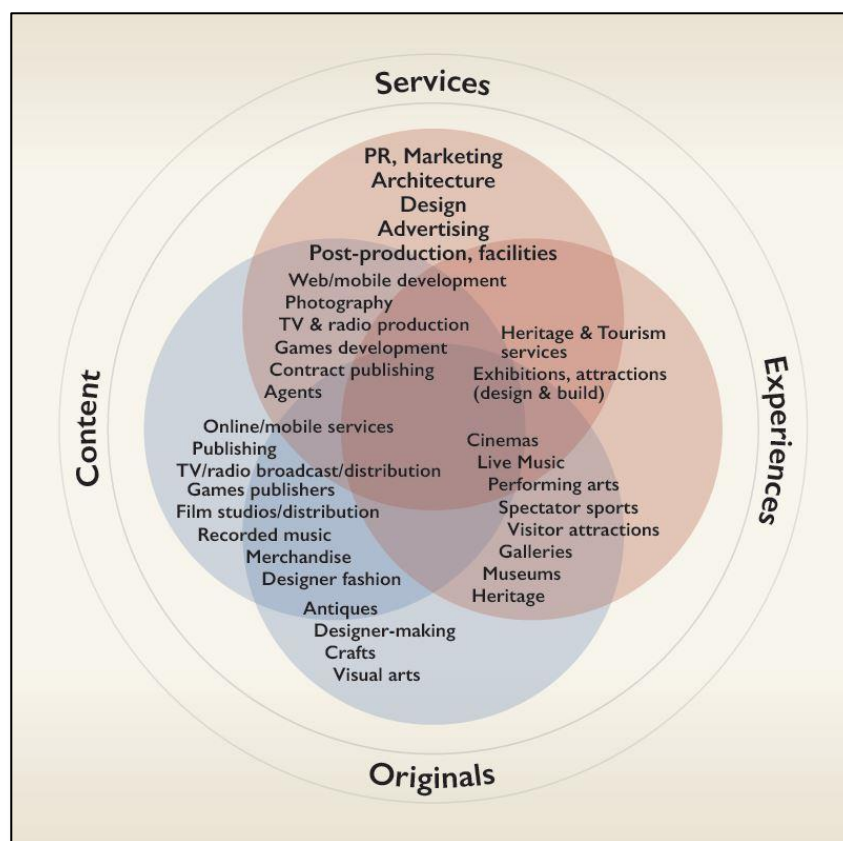 Services
PR, Marketing
Architecture
Design
Advertising
Post-production, facilities
Web/mobile development
Photography
TV & radio production
Games development
Contract publishing
Agents
Heritage & Tourism
services
Exhibitions, attractions
(design & build)
Content
Experiences
Online/mobile services
Publishing
TV/radio broadcast/distribution
Games publishers
Film studios/distribution
Recorded music
Merchandise
Designer fashion
Cinemas
Live Music
Performing arts
Spectator sports
Visitor attractions
Galleries
Museums
Heritage
Antiques
Designer-making
Crafts
Visual arts
Originals